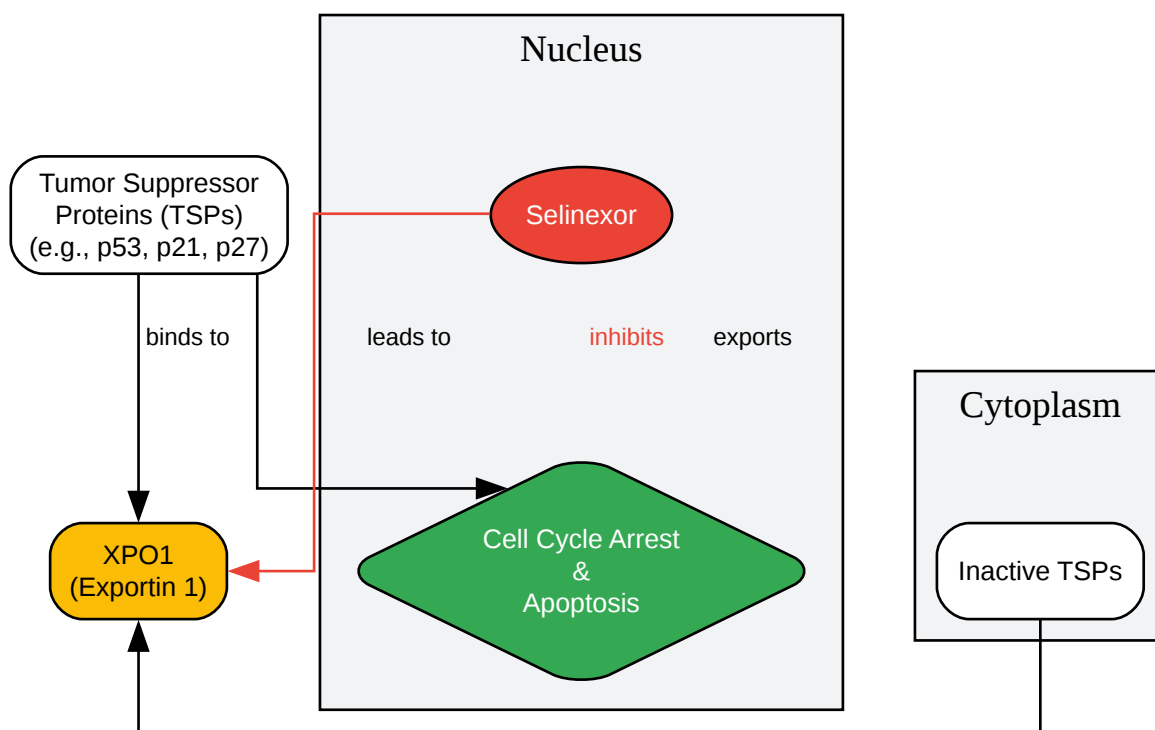 Nucleus
Tumor Suppressor
Proteins (TSPs)
(e.g., p53, p21, p27)
Selinexor
binds to
leads to
inhibits
exports
Cytoplasm
XPO1
(Exportin 1)
Cell Cycle Arrest
&
Apoptosis
Inactive TSPs